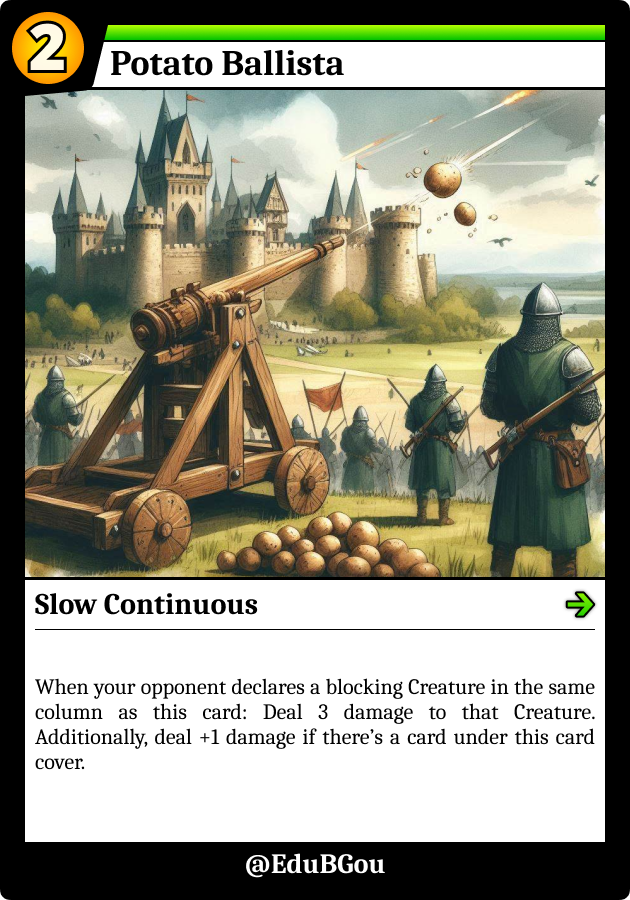 2
Potato Ballista
Slow Continuous
When your opponent declares a blocking Creature in the same
column as this card: Deal 3 damage to that Creature.
Additionally, deal +1 damage if there’s a card under this card
cover.
@EduBGou